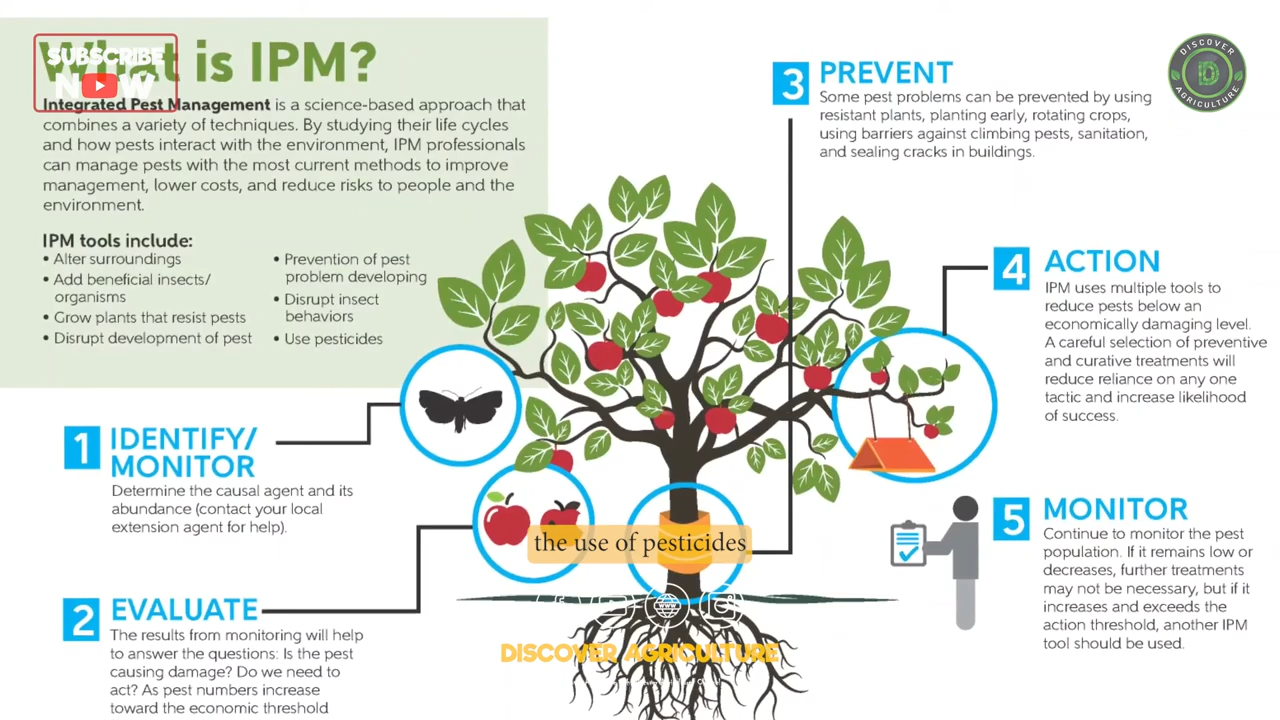 What is IPM?
SUBSCRIBE
NOW
Integrated Pest Management is a science-based approach that
combines a variety of techniques. By studying their life cycles
and how pests interact with the environment, IPM professionals
can manage pests with the most current methods to improve
management, lower costs, and reduce risks to people and the
environment.
IPM tools include:
• Alter surroundings
• Add beneficial insects/
organisms
• Grow plants that resist pests
• Disrupt development of pest
• Prevention of pest
problem developing
• Disrupt insect
behaviors
• Use pesticides
1 IDENTIFY/
MONITOR
Determine the causal agent and its
abundance (contact your local
extension agent for help).
2 EVALUATE
The results from monitoring will help
to answer the questions: Is the pest
causing damage? Do we need to
act? As pest numbers increase
toward the economic threshold
3 PREVENT
Some pest problems can be prevented by using
resistant plants, planting early, rotating crops,
using barriers against climbing pests, sanitation,
and sealing cracks in buildings.
4 ACTION
IPM uses multiple tools to
reduce pests below an
economically damaging level.
A careful selection of preventive
and curative treatments will
reduce reliance on any one
tactic and increase likelihood
of success.
5 MONITOR
Continue to monitor the pest
population. If it remains low or
decreases, further treatments
may not be necessary, but if it
increases and exceeds the
action threshold, another IPM
tool should be used.
the use of pesticides
www
DISCOVER AGRICULTURE
DISCOVER
D
AGRICULTURE